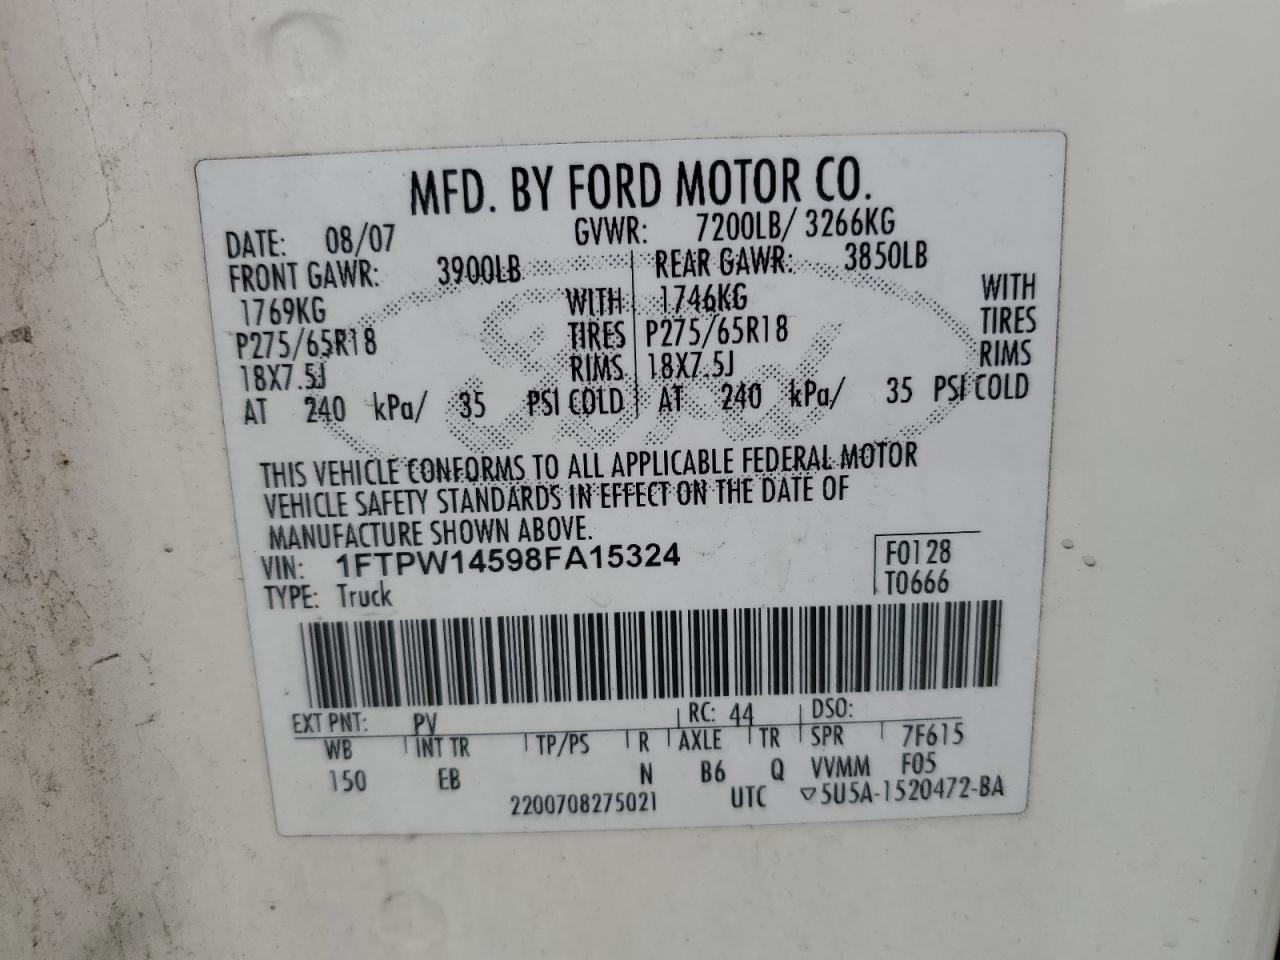 MFD. BY FORD MOTOR CO.
DATE: 08/07 GVWR: 7200LB/ 3266KG
FRONT GAWR: 3900LB REAR GAWR: 3850LB
1769KG WITH 1746KG WITH
P275/65R18 TIRES P275/65R18 TIRES
18X7.5J RIMS 18X7.5J RIMS
AT 240 kPa/ 35 PSI COLD AT 240 kPa/ 35 PSI COLD
Ford
THIS VEHICLE CONFORMS TO ALL APPLICABLE FEDERAL MOTOR
VEHICLE SAFETY STANDARDS IN EFFECT ON THE DATE OF
MANUFACTURE SHOWN ABOVE.
VIN: 1FTPW14598FA15324 F0128
TYPE: Truck T0666
EXT PNT: PV RC: 44 DSO:
WB INT TR TP/PS R AXLE TR SPR 7F615
150 EB N B6 Q VVMM F05
2200708275021 UTC ▽5U5A-1520472-BA